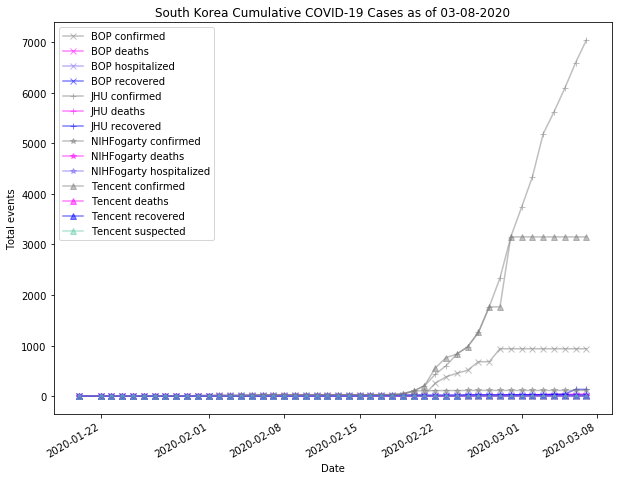 South Korea Cumulative COVID-19 Cases as of 03-08-2020
BOP confirmed
BOP deaths
BOP hospitalized
BOP recovered
JHU confirmed
JHU deaths
JHU recovered
NIHFogarty confirmed
NIHFogarty deaths
NIHFogarty hospitalized
Tencent confirmed
Tencent deaths
Tencent recovered
Tencent suspected
Total events
7000
6000
5000
4000
3000
2000
1000
0
2020-01-22
2020-02-01
2020-02-08
2020-02-15
2020-02-22
2020-03-01
2020-03-08
Date